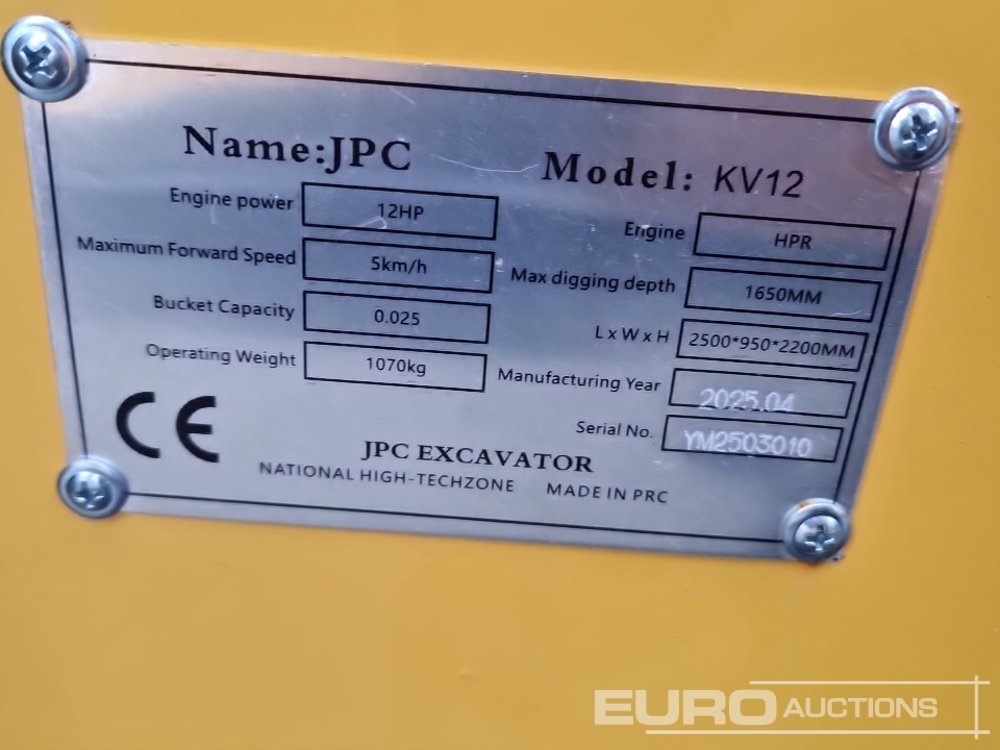 Name:JPC Model: KV12
Engine power 12HP Engine HPR
Maximum Forward Speed 5km/h Max digging depth 1650MM
Bucket Capacity 0.025 L x W x H 2500*950*2200MM
Operating Weight 1070kg Manufacturing Year 2025.04
Serial No. YM2503010
CE
JPC EXCAVATOR
NATIONAL HIGH-TECHZONE MADE IN PRC
EURO AUCTIONS